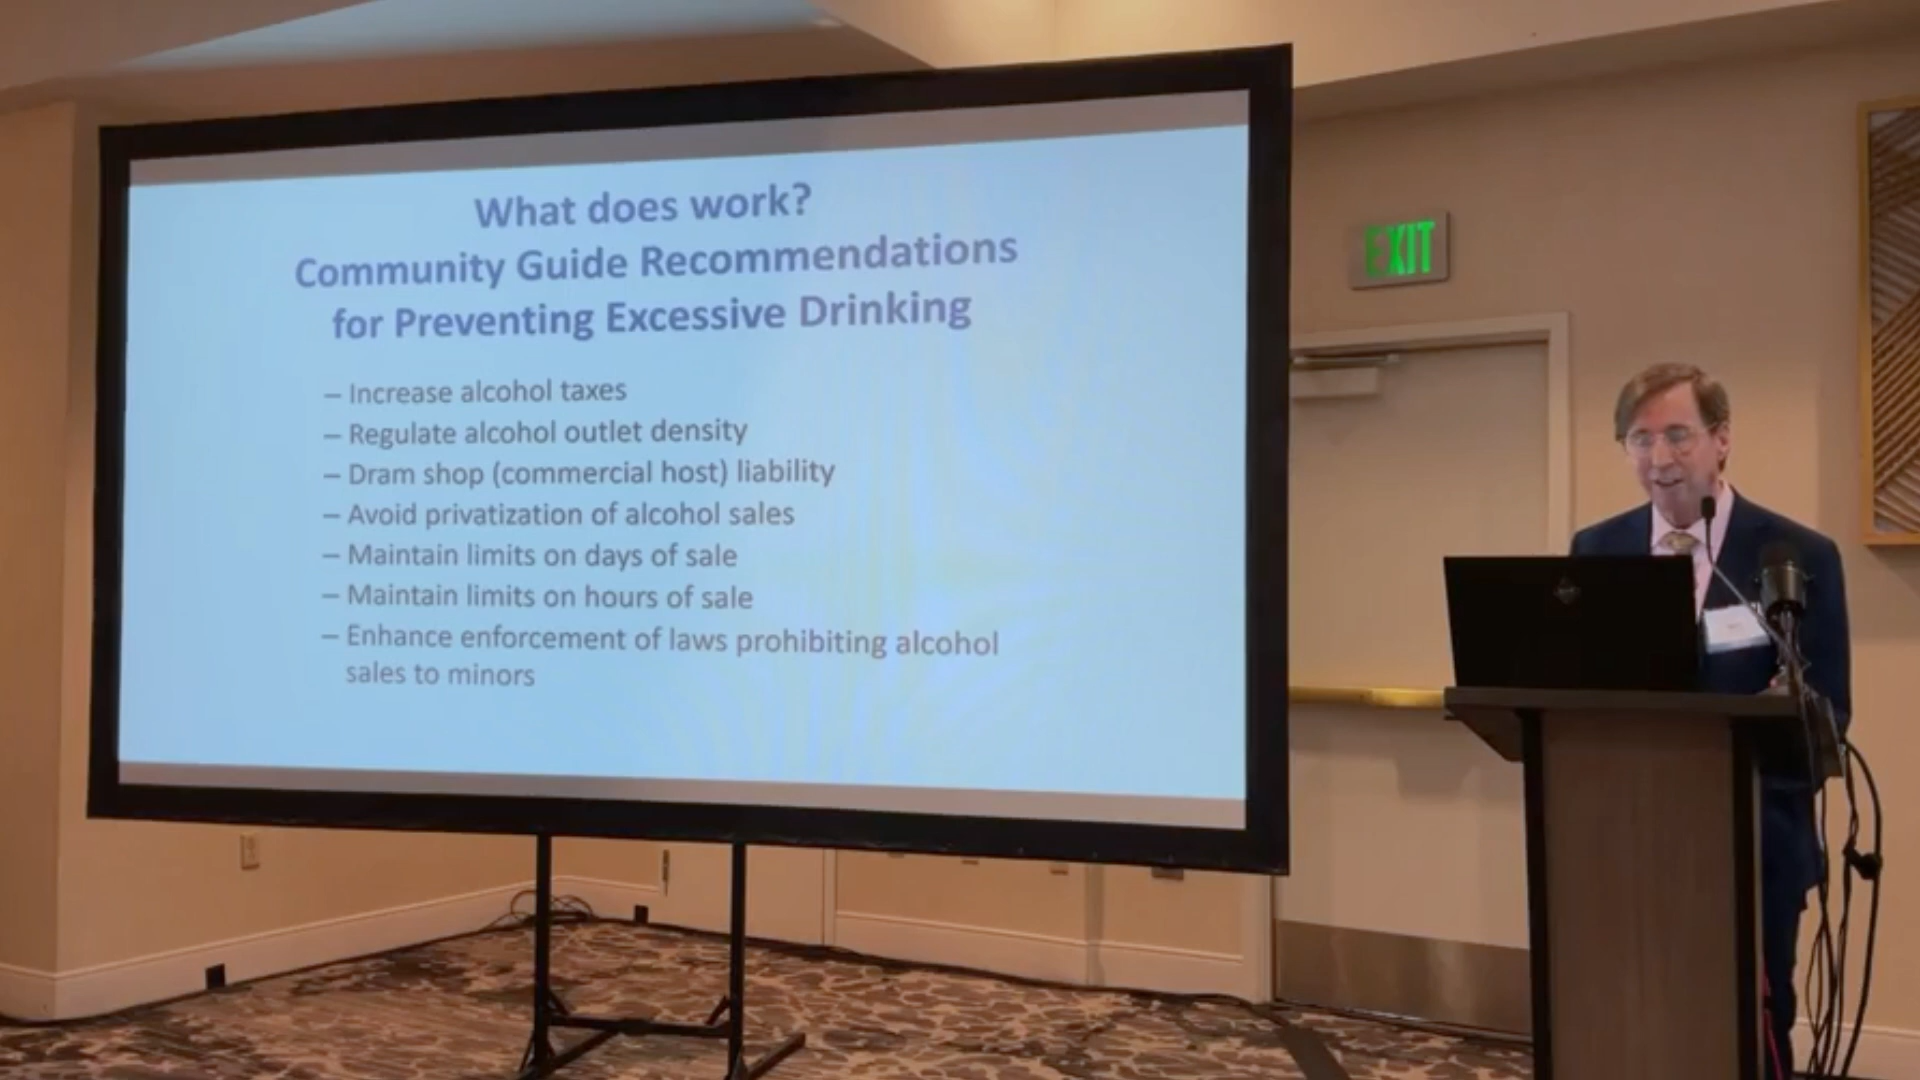 What does work?
Community Guide Recommendations
for Preventing Excessive Drinking
– Increase alcohol taxes
– Regulate alcohol outlet density
– Dram shop (commercial host) liability
– Avoid privatization of alcohol sales
– Maintain limits on days of sale
– Maintain limits on hours of sale
– Enhance enforcement of laws prohibiting alcohol
sales to minors
EXIT